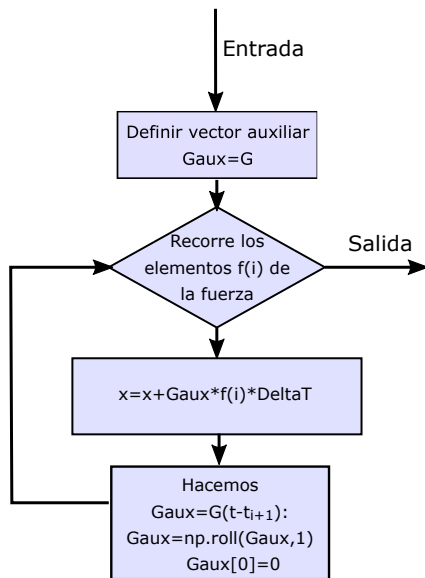 Entrada
Definir vector auxiliar
Gaux=G
Recorre los
elementos f(i) de
la fuerza
Salida
x=x+Gaux*f(i)*DeltaT
Hacemos
Gaux=G(t-tᵢ₊₁):
Gaux=np.roll(Gaux,1)
Gaux[0]=0